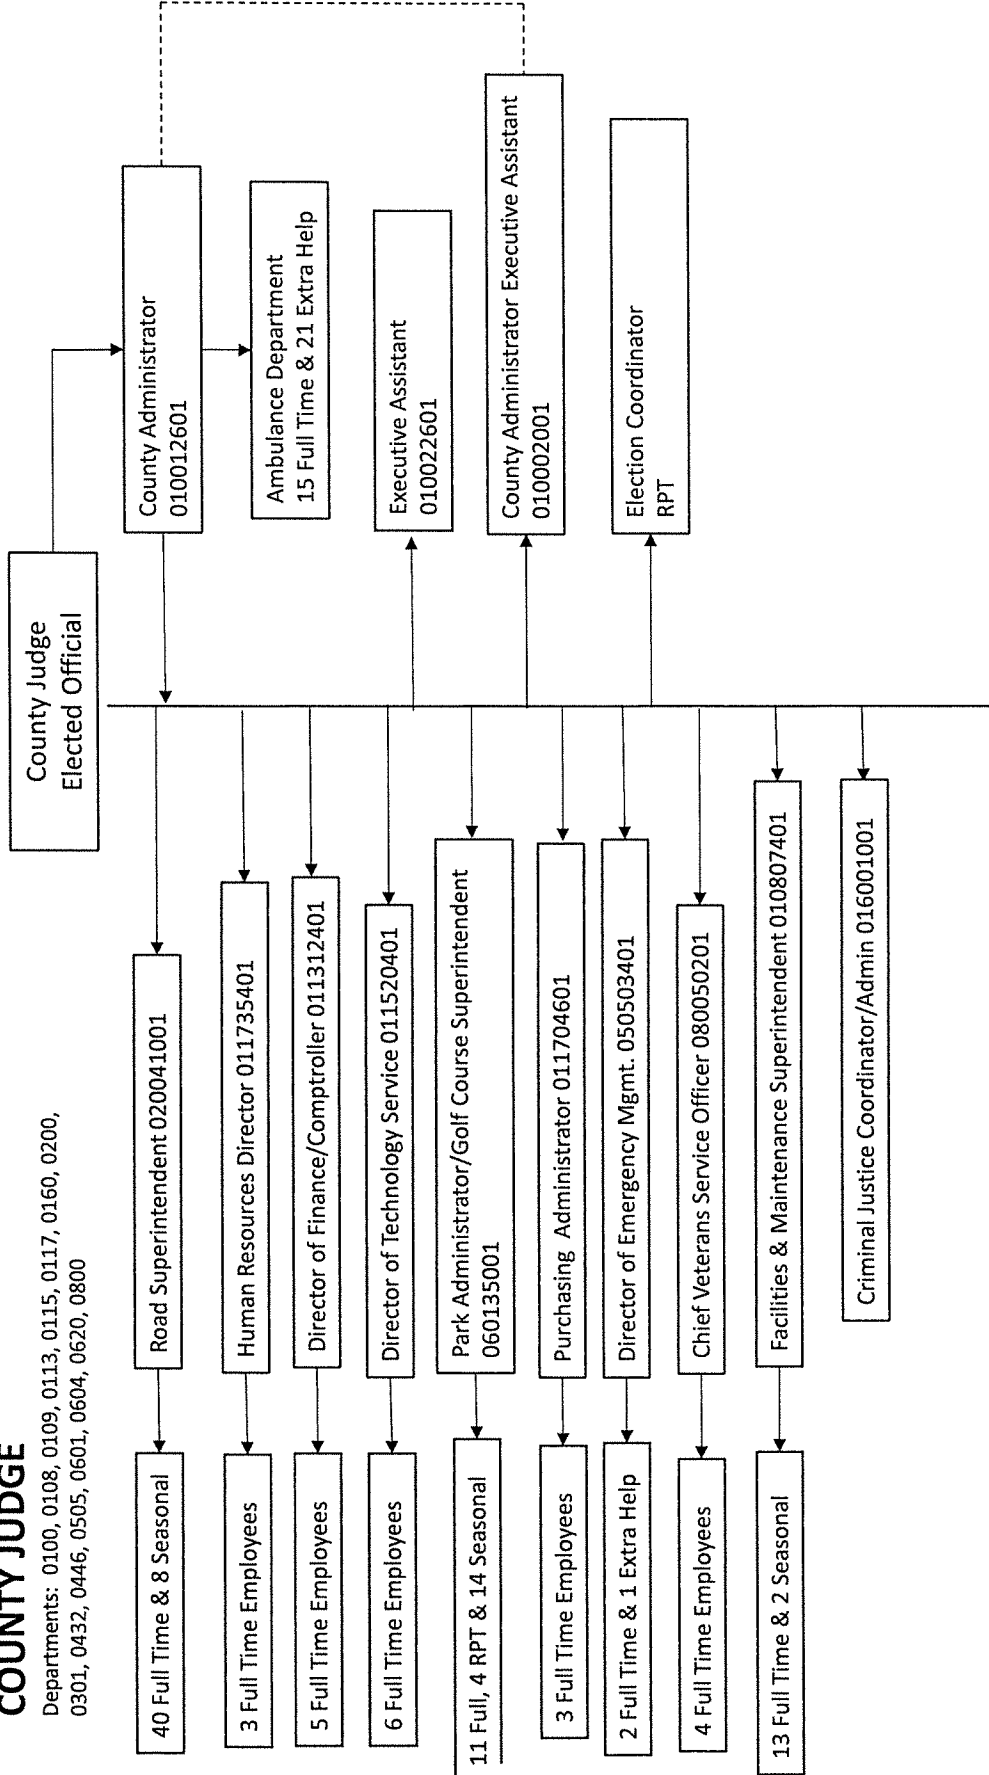 COUNTY JUDGE
Departments: 0100, 0108, 0109, 0113, 0115, 0117, 0160, 0200,
0301, 0432, 0446, 0505, 0601, 0604, 0620, 0800
County Judge
Elected Official
County Administrator
010012601
Ambulance Department
15 Full Time & 21 Extra Help
Executive Assistant
010022601
County Administrator Executive Assistant
010002001
Election Coordinator
RPT
40 Full Time & 8 Seasonal
Road Superintendent 020041001
3 Full Time Employees
Human Resources Director 011735401
5 Full Time Employees
Director of Finance/Comptroller 011312401
6 Full Time Employees
Director of Technology Service 011520401
11 Full, 4 RPT & 14 Seasonal
Park Administrator/Golf Course Superintendent
060135001
3 Full Time Employees
Purchasing Administrator 011704601
2 Full Time & 1 Extra Help
Director of Emergency Mgmt. 050503401
4 Full Time Employees
Chief Veterans Service Officer 080050201
13 Full Time & 2 Seasonal
Facilities & Maintenance Superintendent 010807401
Criminal Justice Coordinator/Admin 016001001